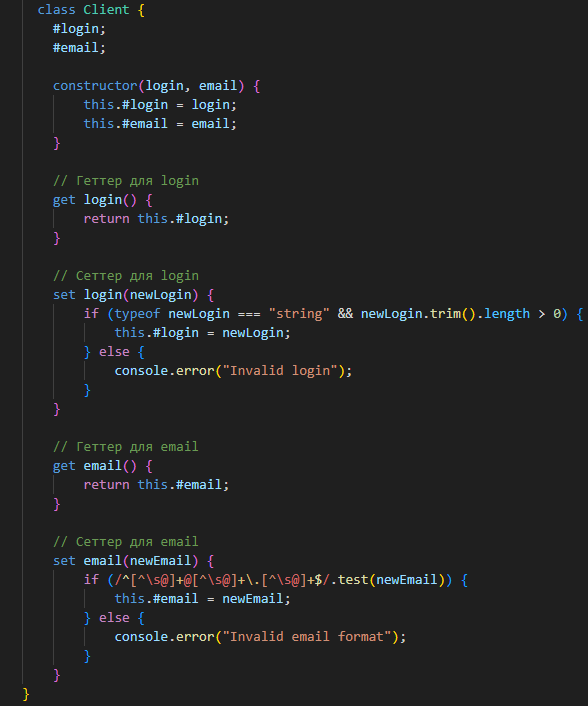 class Client {
#login;
#email;
constructor(login, email) {
this.#login = login;
this.#email = email;
}
// Геттер для login
get login() {
return this.#login;
}
// Сеттер для login
set login(newLogin) {
if (typeof newLogin === "string" && newLogin.trim().length > 0) {
this.#login = newLogin;
} else {
console.error("Invalid login");
}
}
// Геттер для email
get email() {
return this.#email;
}
// Сеттер для email
set email(newEmail) {
if (/^[^\s@]+@[^\s@]+\.[^\s@]+$/.test(newEmail)) {
this.#email = newEmail;
} else {
console.error("Invalid email format");
}
}
}